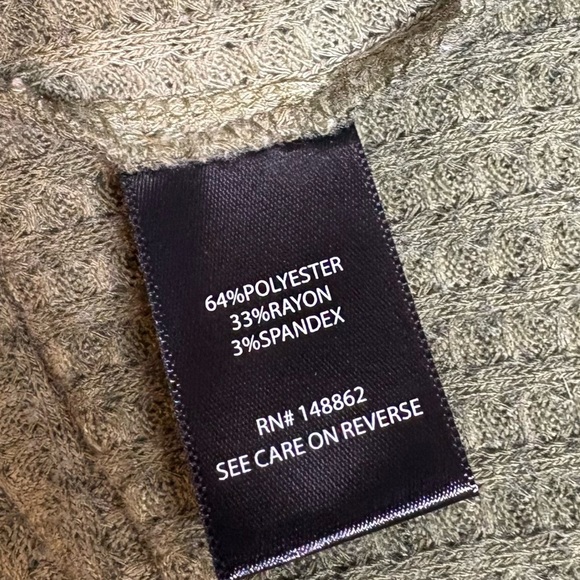 64%POLYESTER
33%RAYON
3%SPANDEX
RN# 148862
SEE CARE ON REVERSE